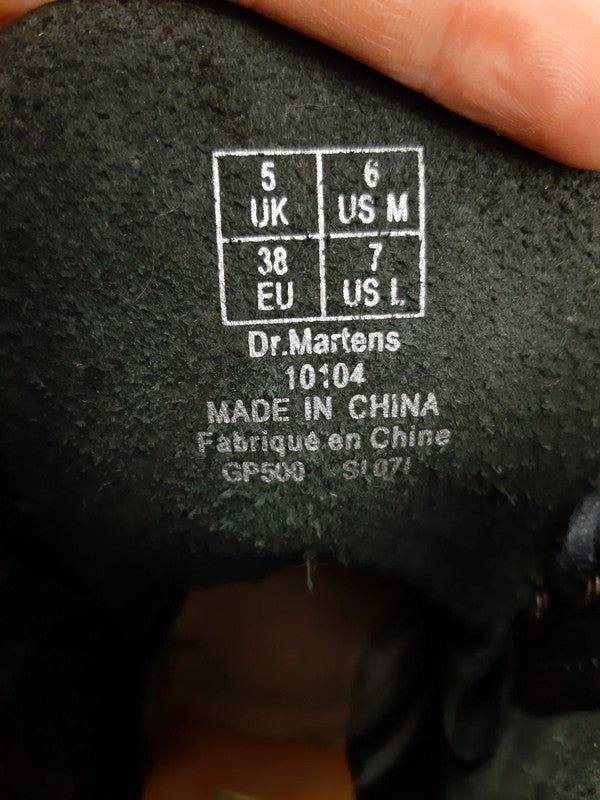 5 UK
6 US M
38 EU
7 US L
Dr.Martens
10104
MADE IN CHINA
Fabriqué en Chine
GP500